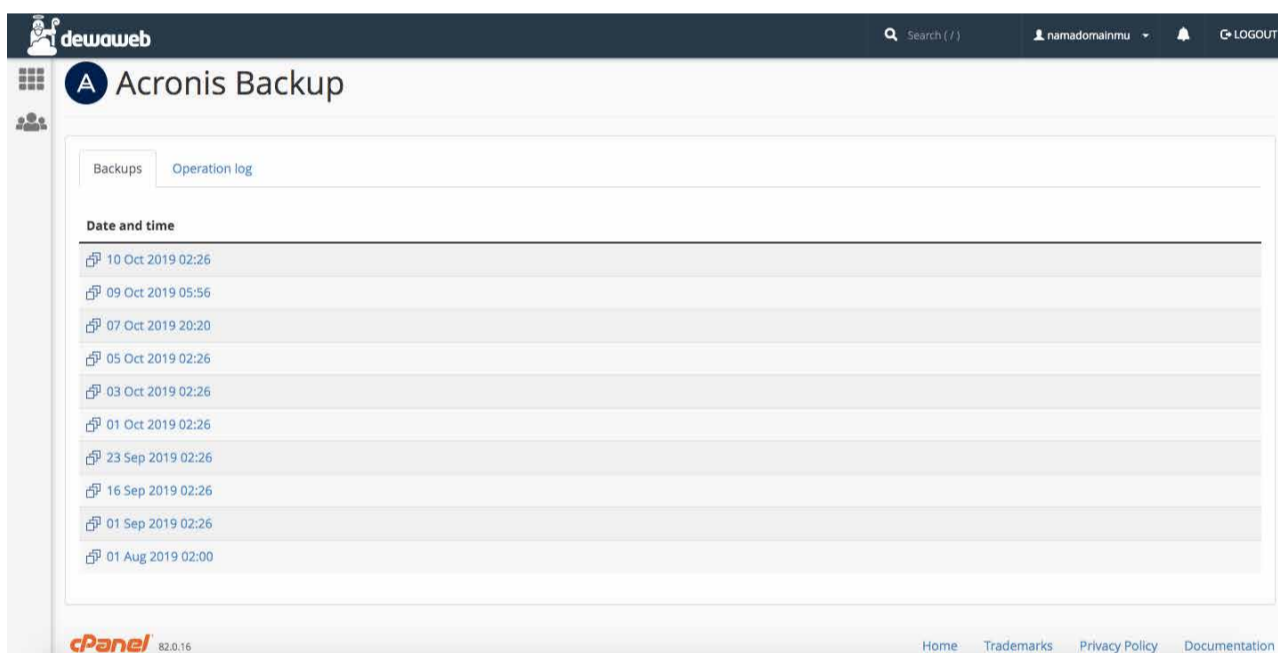 dewaweb
Search ( / )
namadomainmu
LOGOUT
Acronis Backup
Backups
Operation log
Date and time
10 Oct 2019 02:26
09 Oct 2019 05:56
07 Oct 2019 20:20
05 Oct 2019 02:26
03 Oct 2019 02:26
01 Oct 2019 02:26
23 Sep 2019 02:26
16 Sep 2019 02:26
01 Sep 2019 02:26
01 Aug 2019 02:00
cPanel 82.0.16
Home Trademarks Privacy Policy Documentation